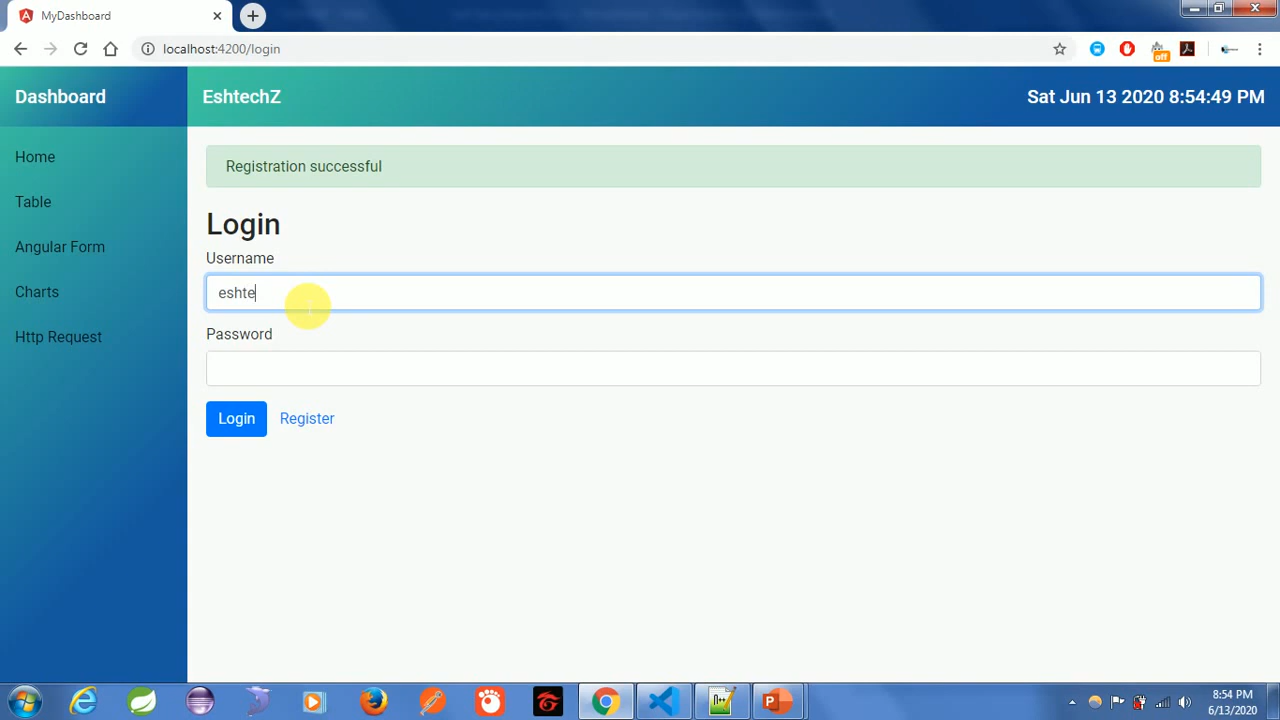 MyDashboard
localhost:4200/login
off
Dashboard
EshtechZ
Sat Jun 13 2020 8:54:49 PM
Home
Table
Angular Form
Charts
Http Request
Registration successful
Login
Username
eshte
Password
Login
Register
8:54 PM
6/13/2020